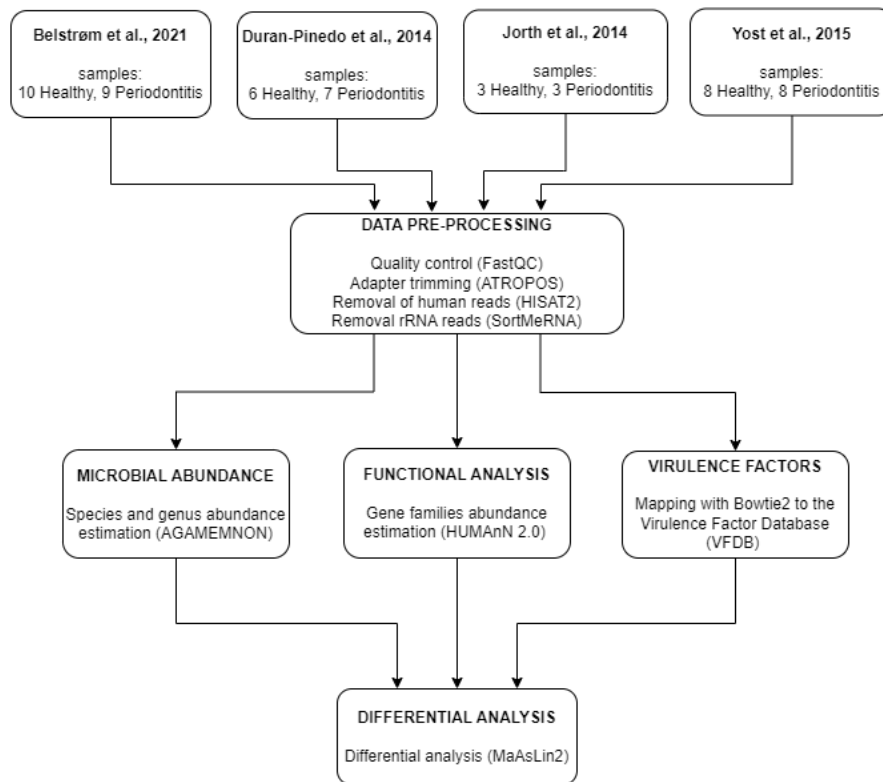 Belstrøm et al., 2021
samples:
10 Healthy, 9 Periodontitis
Duran-Pinedo et al., 2014
samples:
6 Healthy, 7 Periodontitis
Jorth et al., 2014
samples:
3 Healthy, 3 Periodontitis
Yost et al., 2015
samples:
8 Healthy, 8 Periodontitis
DATA PRE-PROCESSING
Quality control (FastQC)
Adapter trimming (ATROPOS)
Removal of human reads (HISAT2)
Removal rRNA reads (SortMeRNA)
MICROBIAL ABUNDANCE
Species and genus abundance
estimation (AGAMEMNON)
FUNCTIONAL ANALYSIS
Gene families abundance
estimation (HUMAnN 2.0)
VIRULENCE FACTORS
Mapping with Bowtie2 to the
Virulence Factor Database
(VFDB)
DIFFERENTIAL ANALYSIS
Differential analysis (MaAsLin2)